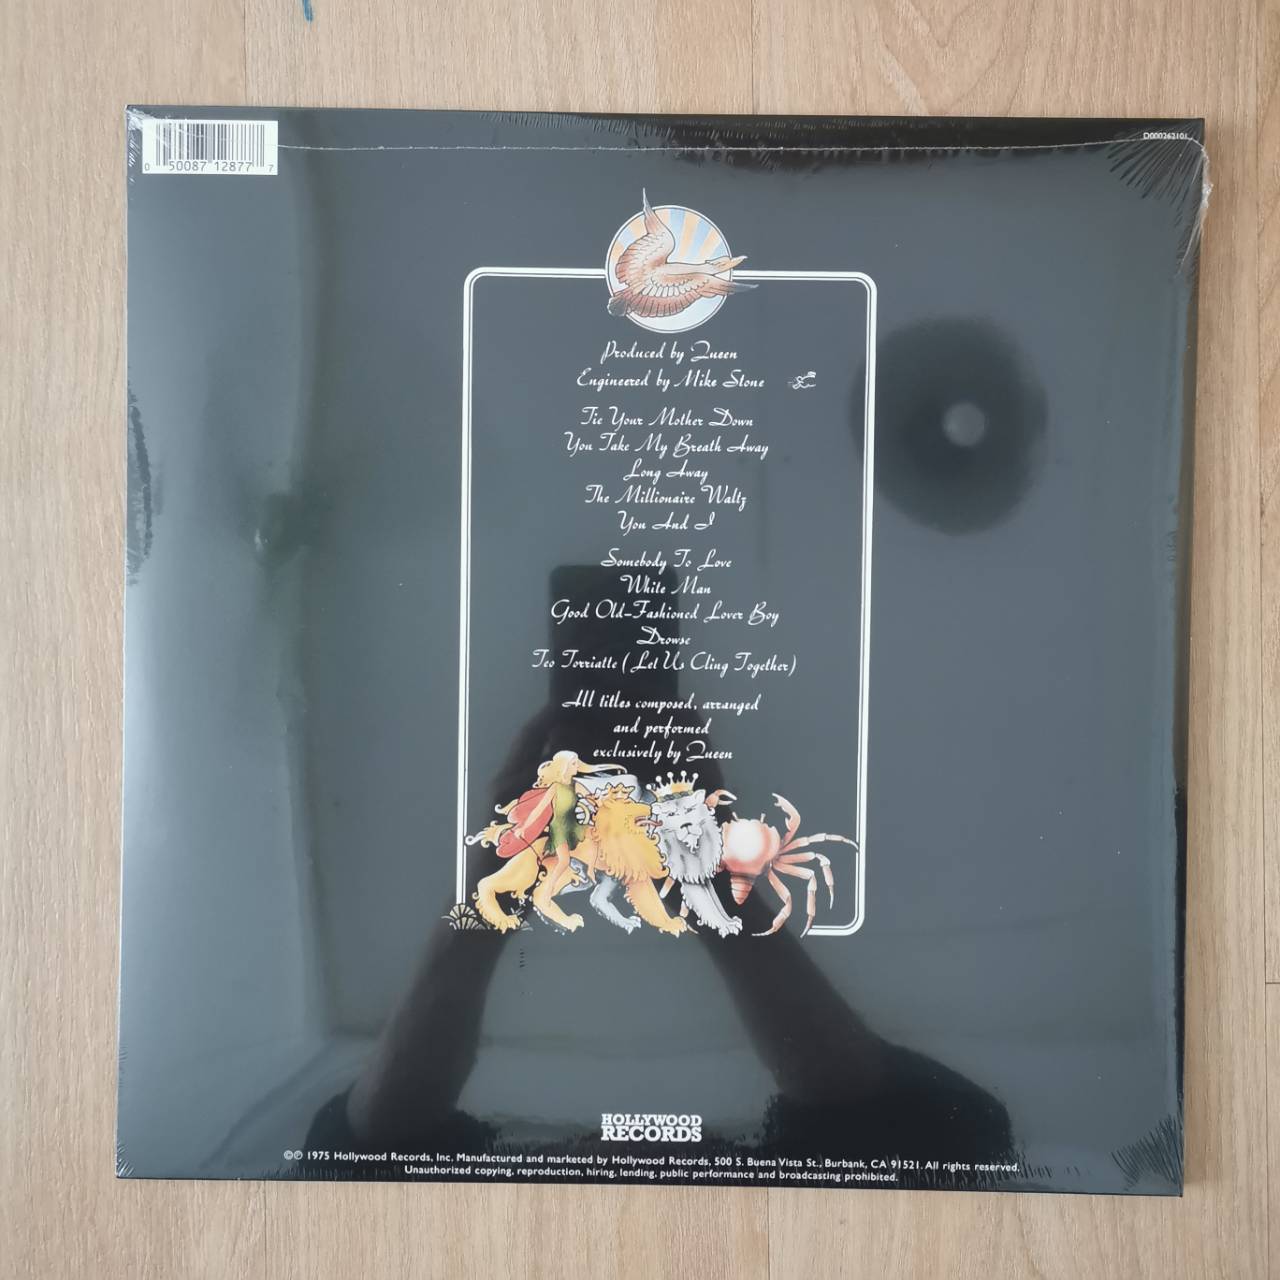 0 50087 12877 7
D000262101
Produced by Queen
Engineered by Mike Stone
Tie Your Mother Down
You Take My Breath Away
Long Away
The Millionaire Waltz
You And I
Somebody To Love
White Man
Good Old-Fashioned Lover Boy
Drowse
Teo Torriatte (Let Us Cling Together)
All titles composed, arranged
and performed
exclusively by Queen
HOLLYWOOD
RECORDS
©℗ 1975 Hollywood Records, Inc. Manufactured and marketed by Hollywood Records, 500 S. Buena Vista St., Burbank, CA 91521. All rights reserved.
Unauthorized copying, reproduction, hiring, lending, public performance and broadcasting prohibited.